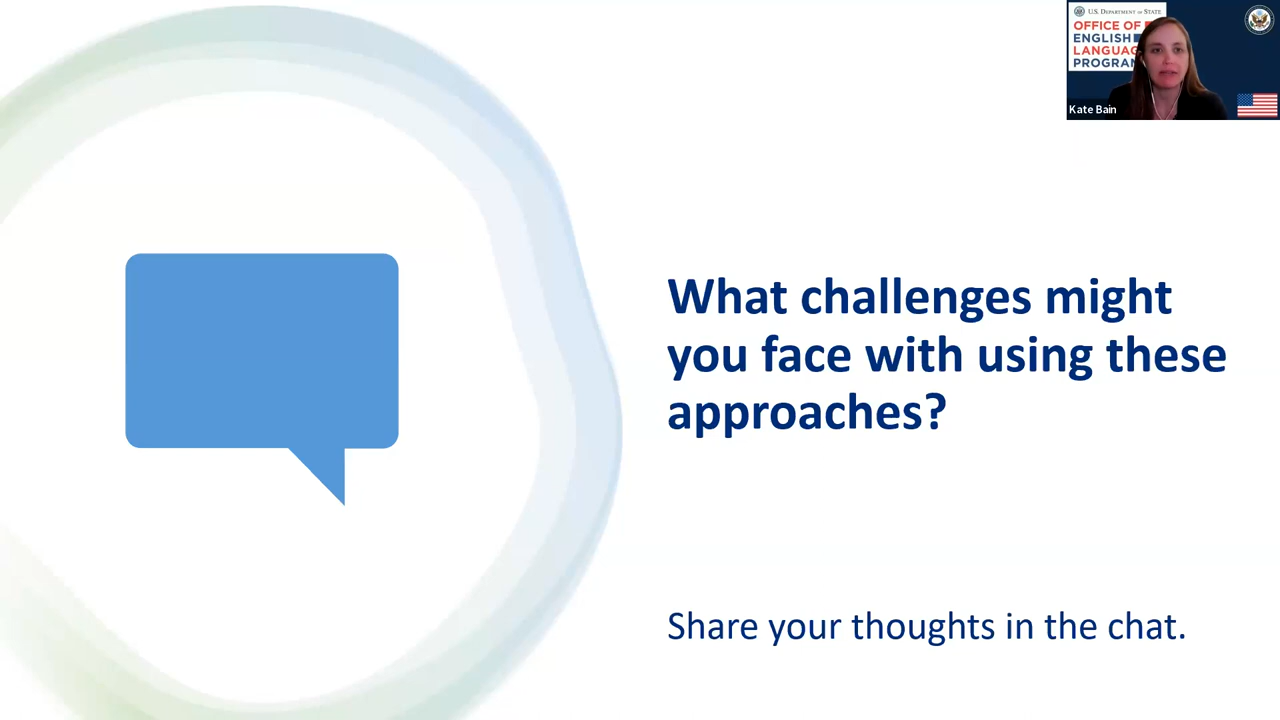 U.S. DEPARTMENT OF STATE
OFFICE OF
ENGLISH
LANGUAG
PROGRAM
Kate Bain
What challenges might
you face with using these
approaches?
Share your thoughts in the chat.